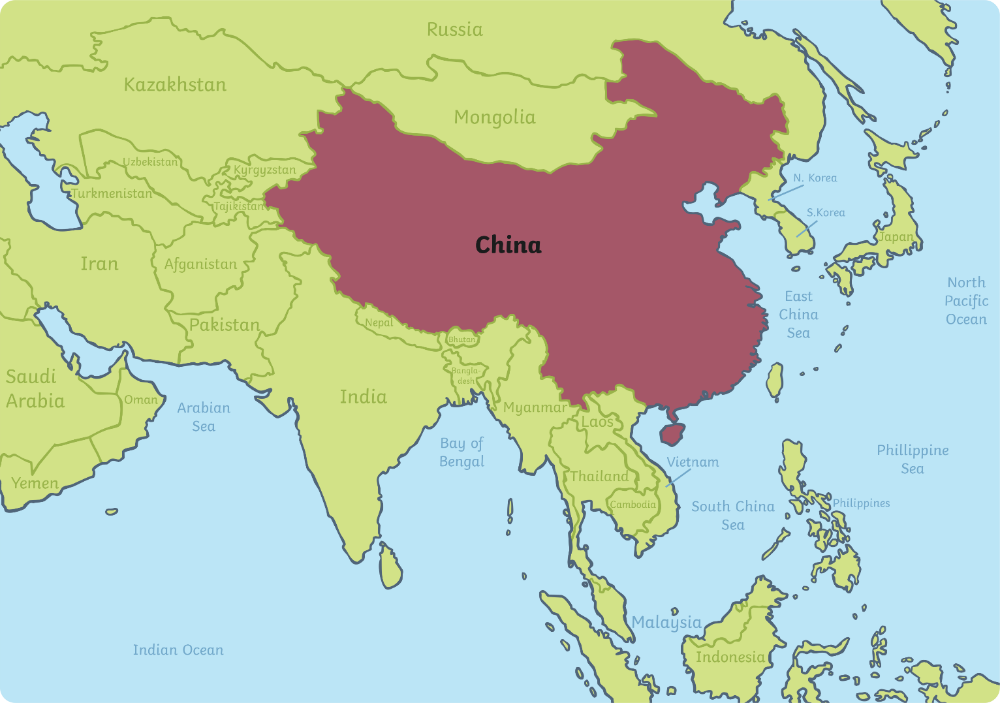 Russia
Kazakhstan
Mongolia
Uzbekistan
Kyrgyzstan
N. Korea
Turkmenistan
Tajikistan
S.Korea
Japan
China
Iran
Afganistan
North
Pacific
Ocean
East
China
Sea
Pakistan
Nepal
Bhutan
Bangla-
desh
Saudi
Arabia
Oman
Arabian
Sea
India
Myanmar
Laos
Bay of
Bengal
Vietnam
Phillippine
Sea
Yemen
Thailand
Cambodia
South China
Sea
Philippines
Malaysia
Indian Ocean
Indonesia